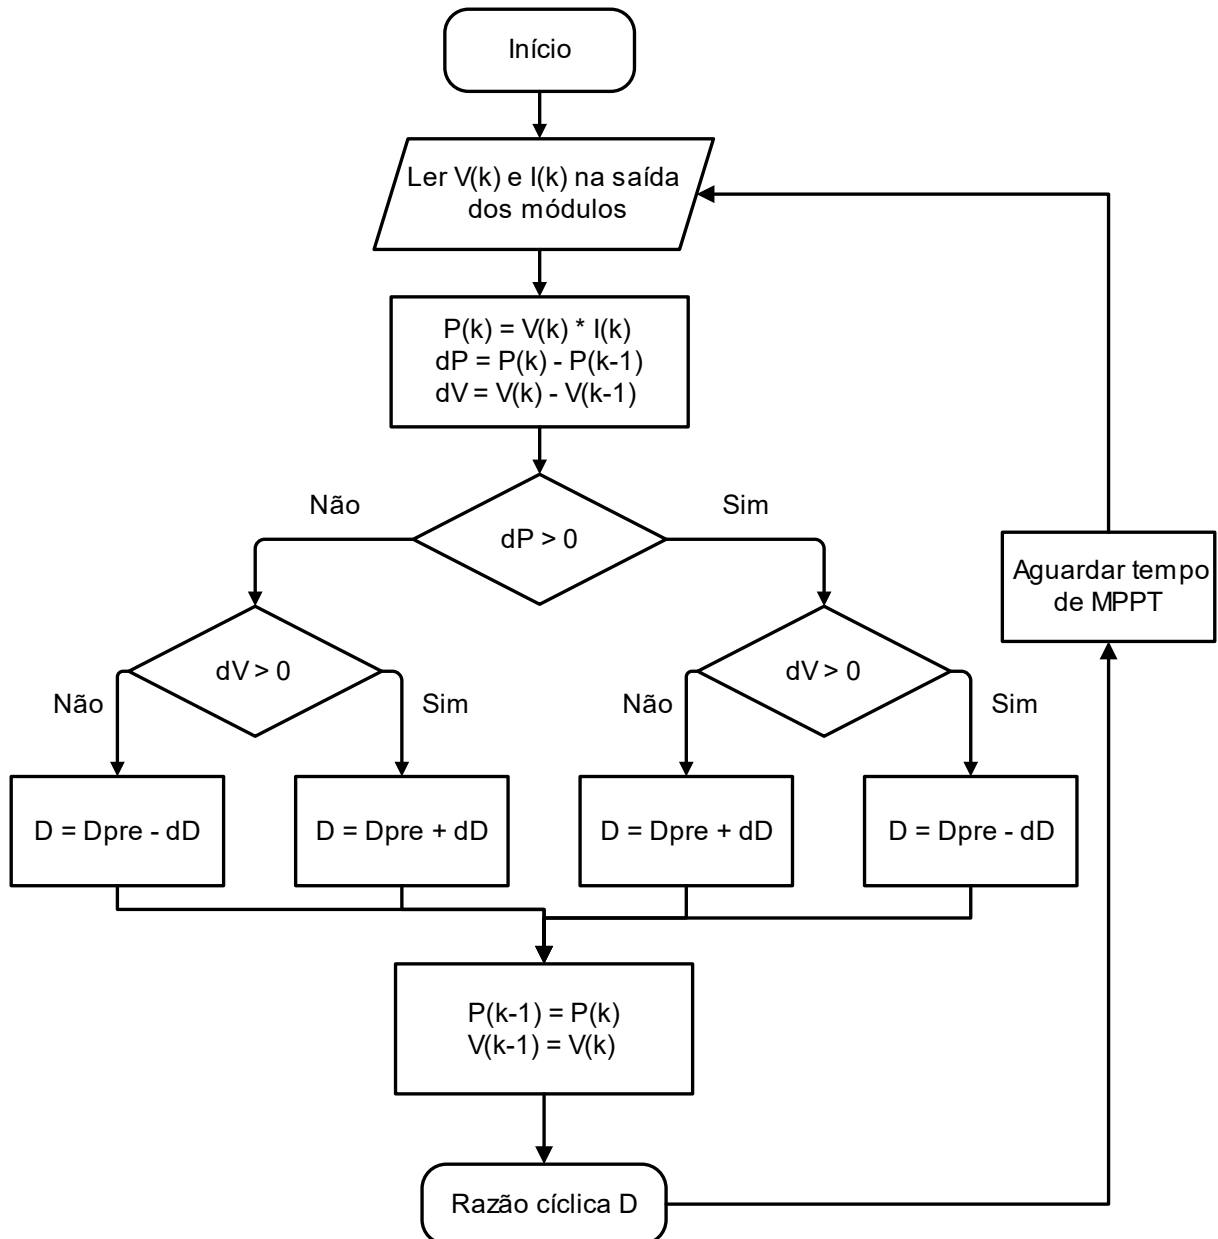 Início
Ler V(k) e I(k) na saída
dos módulos
P(k) = V(k) * I(k)
dP = P(k) - P(k-1)
dV = V(k) - V(k-1)
Não
Sim
dP > 0
Aguardar tempo
de MPPT
dV > 0
dV > 0
Não
Sim
Não
Sim
D = Dpre - dD
D = Dpre + dD
D = Dpre + dD
D = Dpre - dD
P(k-1) = P(k)
V(k-1) = V(k)
Razão cíclica D